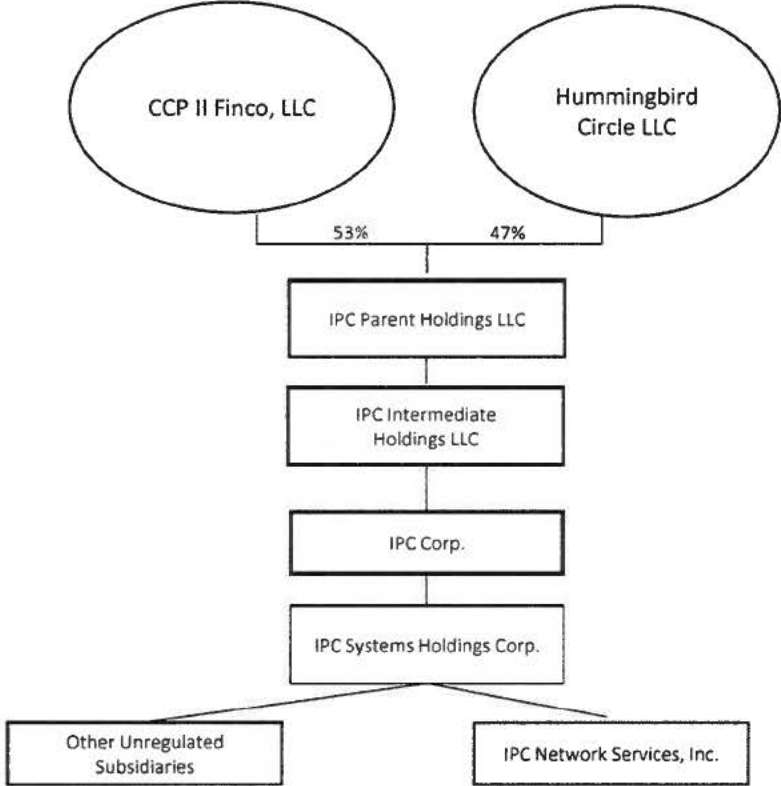 CCP II Finco, LLC
Hummingbird
Circle LLC
53%
47%
IPC Parent Holdings LLC
IPC Intermediate
Holdings LLC
IPC Corp.
IPC Systems Holdings Corp.
Other Unregulated
Subsidiaries
IPC Network Services, Inc.